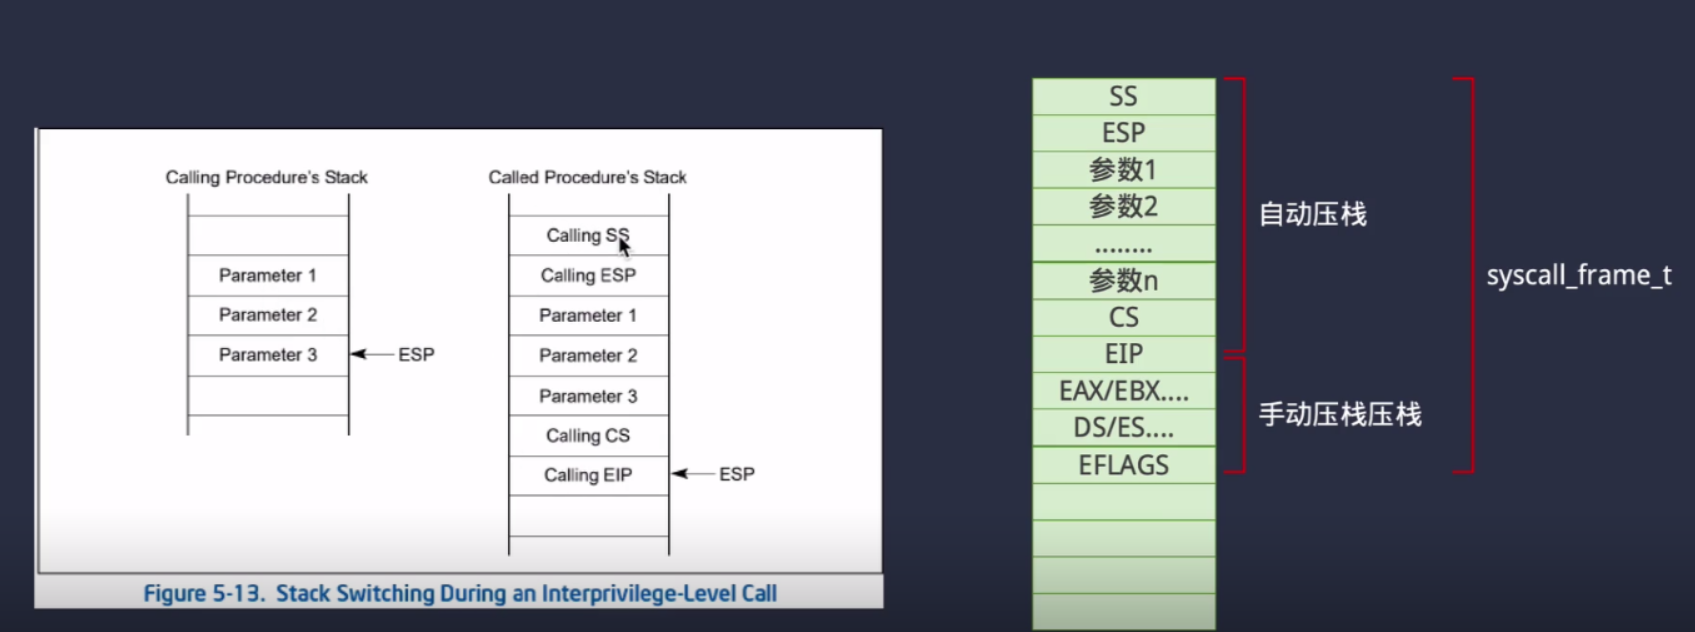 Calling Procedure's Stack
Parameter 1
Parameter 2
Parameter 3
ESP
Called Procedure's Stack
Calling SS
Calling ESP
Parameter 1
Parameter 2
Parameter 3
Calling CS
Calling EIP
ESP
Figure 5-13. Stack Switching During an Interprivilege-Level Call
SS
ESP
参数1
参数2
........
参数n
CS
EIP
EAX/EBX....
DS/ES....
EFLAGS
自动压栈
手动压栈压栈
syscall_frame_t